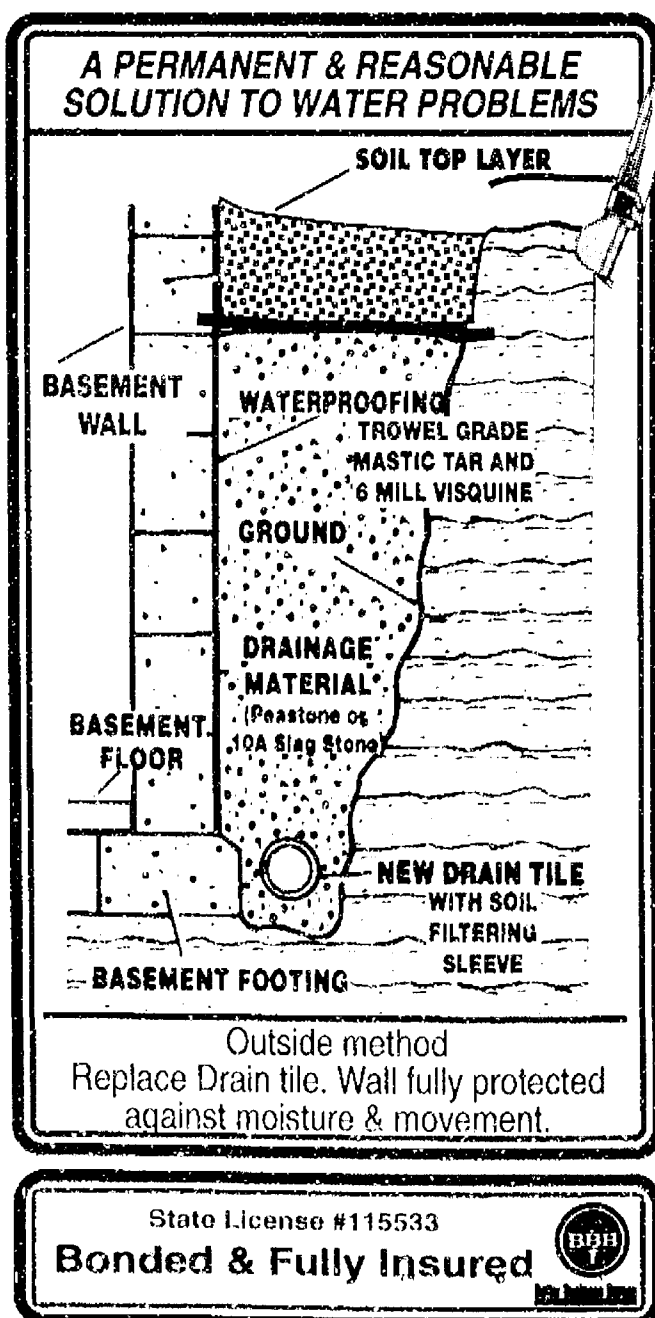 A PERMANENT & REASONABLE
SOLUTION TO WATER PROBLEMS
SOIL TOP LAYER
BASEMENT
WALL
WATERPROOFING
TROWEL GRADE
MASTIC TAR AND
6 MILL VISQUINE
GROUND
DRAINAGE
MATERIAL
(Peastone or
10A Slag Stone)
BASEMENT
FLOOR
NEW DRAIN TILE
WITH SOIL
FILTERING
SLEEVE
BASEMENT FOOTING
Outside method
Replace Drain tile. Wall fully protected
against moisture & movement.
State License #115533
Bonded & Fully Insured